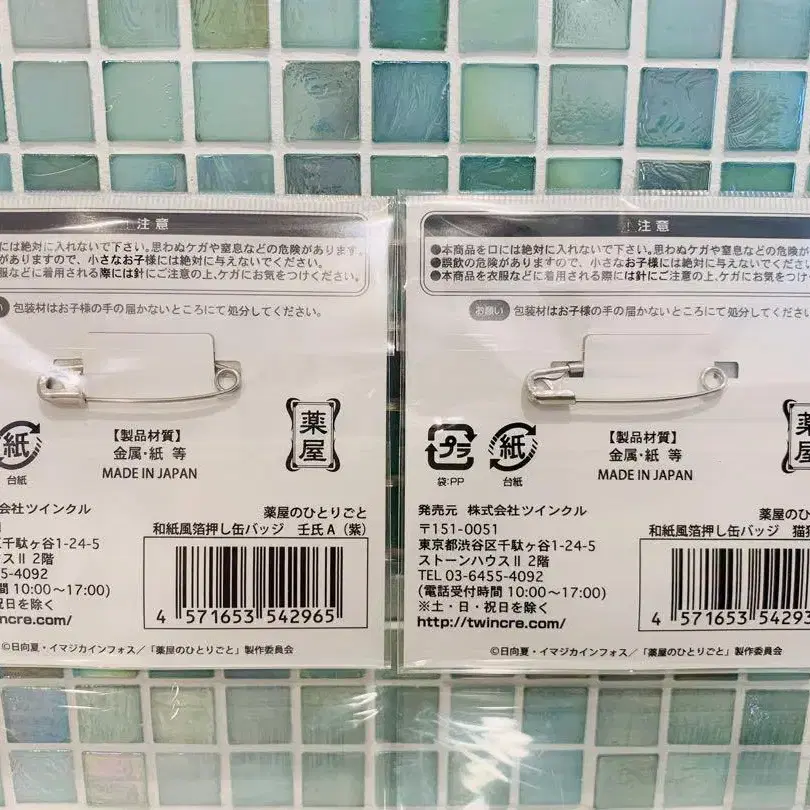 ! 注意
には絶対に入れないで下さい。思わぬケガや窒息などの危険があります。
がありますので、小さなお子様には絶対に与えないでください。
服などに着用される際には針にご注意の上、ケガにお気をつけください。
い 包装材はお子様の手の届かないところにて処分してください。
紙
台紙
【製品材質】
金属・紙 等
MADE IN JAPAN
薬屋
株式会社ツインクル
千駄ヶ谷1-24-5
ハウスⅡ 2階
5-4092
間 10:00〜17:00)
祝日を除く
incre.com/
薬屋のひとりごと
和紙風箔押し缶バッジ 壬氏A(紫)
4 571653 542965
©日向夏・イマジカインフォス/「薬屋のひとりごと」製作委員会
! 注意
●本商品を口には絶対に入れないで下さい。思わぬケガや窒息などの危険が
●誤飲の危険がありますので、小さなお子様には絶対に与えないでくださ
●本商品を衣服などに着用される際には針にご注意の上、ケガにお気をつけ
お願い 包装材はお子様の手の届かないところにて処分してくださ
プラ
袋:PP
紙
台紙
【製品材質】
金属・紙 等
MADE IN JAPAN
発売元 株式会社ツインクル
〒151-0051
東京都渋谷区千駄ヶ谷1-24-5
ストーンハウスⅡ 2階
TEL 03-6455-4092
(電話受付時間 10:00〜17:00)
※土・日・祝日を除く
http://twincre.com/
薬屋のひ
和紙風箔押し缶バッジ 猫
4 571653 5429
©日向夏・イマジカインフォス/「薬屋のひとりごと」製作委員会